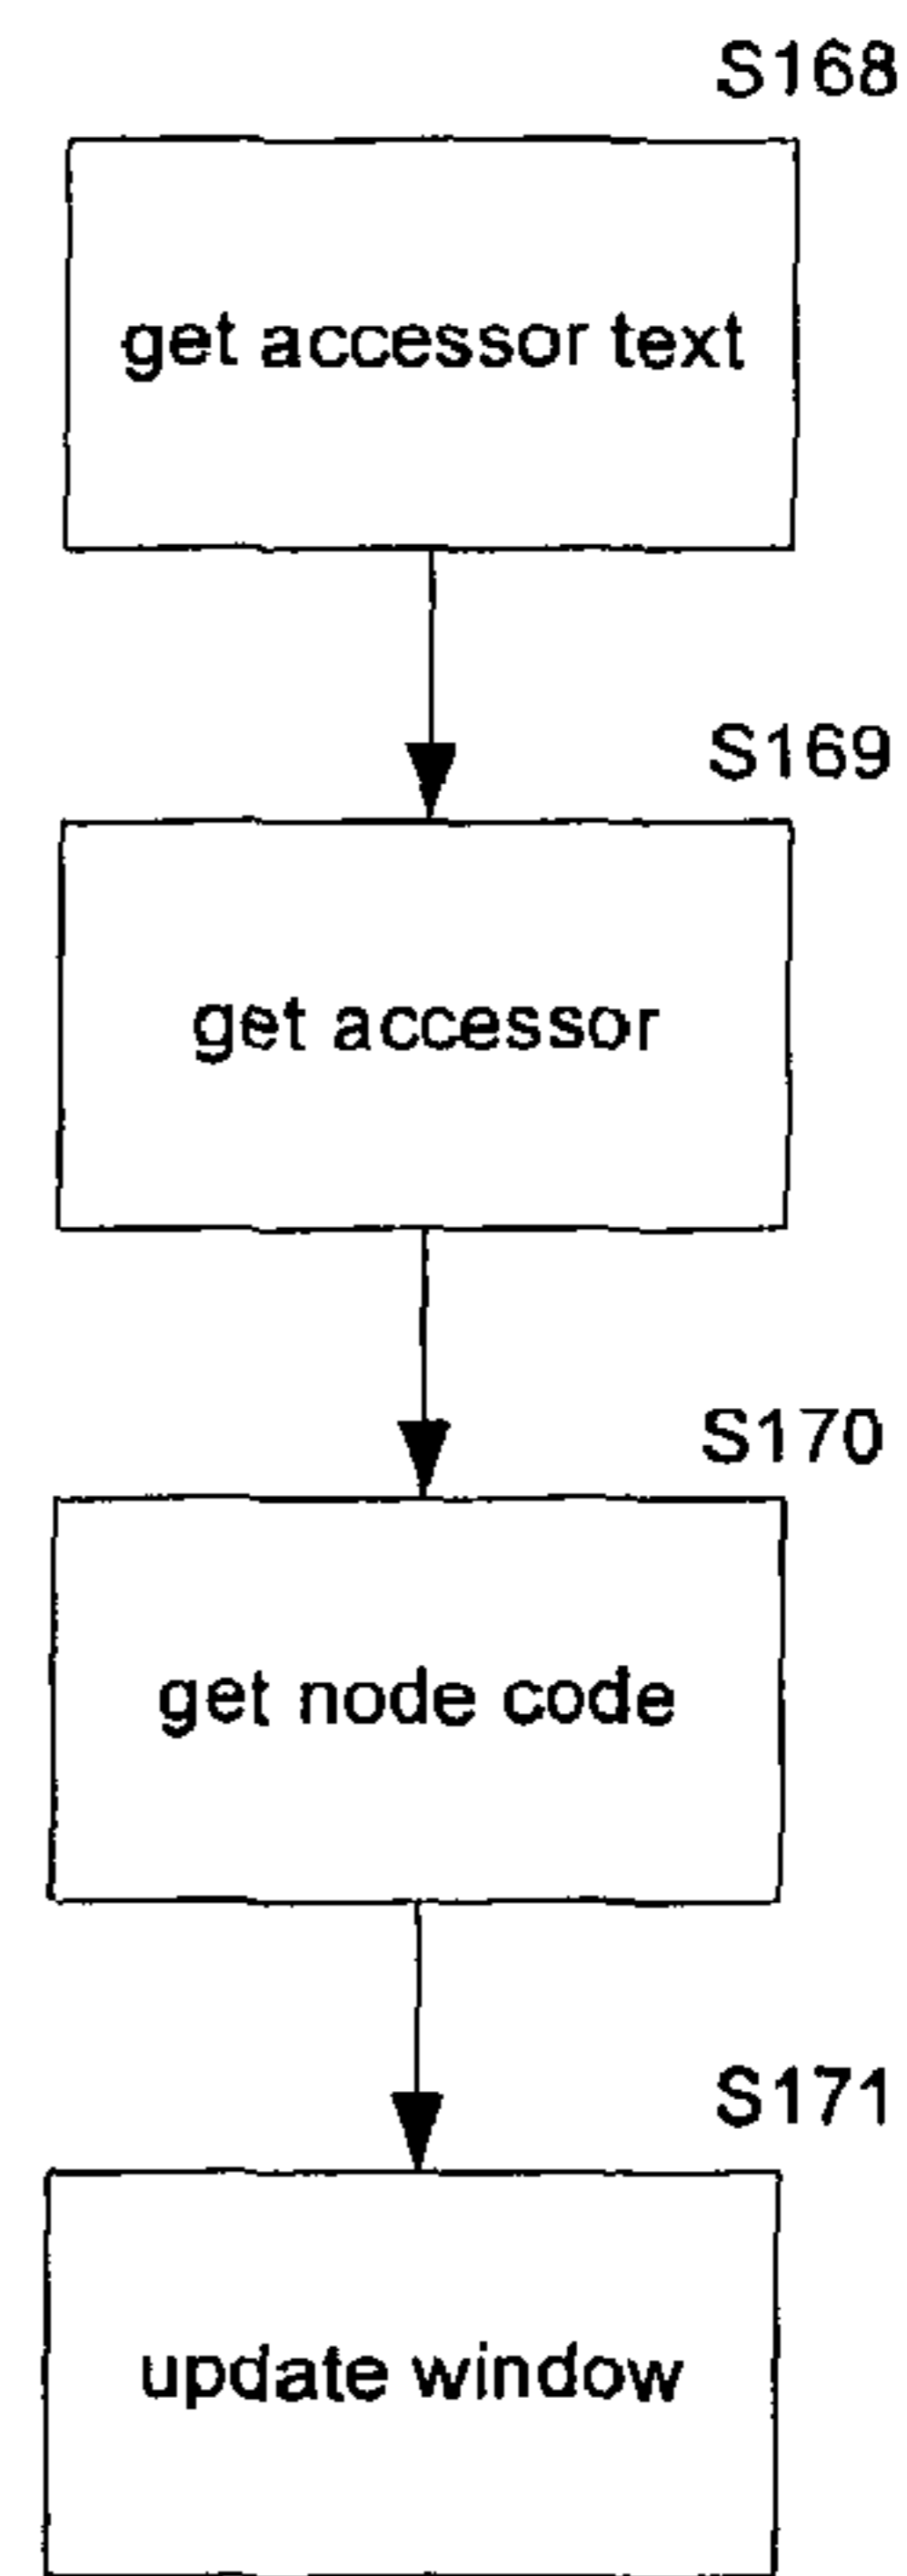 S168
get accessor text
S169
get accessor
S170
get node code
S171
update window